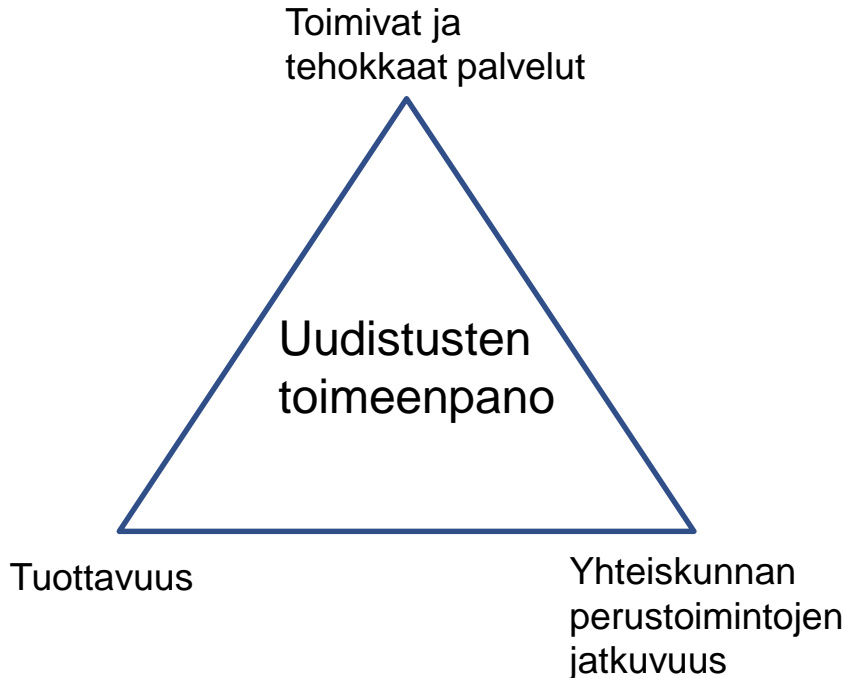 Toimivat ja
tehokkaat palvelut
Uudistusten
toimeenpano
Tuottavuus
Yhteiskunnan
perustoimintojen
jatkuvuus